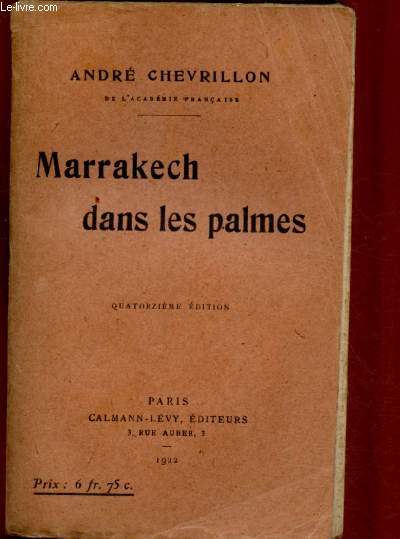 Le-livre.com
ANDRÉ CHEVRILLON
DE L'ACADÉMIE FRANÇAISE
Marrakech
dans les palmes
QUATORZIÈME ÉDITION
PARIS
CALMANN-LÉVY, ÉDITEURS
3, RUE AUBER, 3
1922
Prix : 6 fr. 75 c.